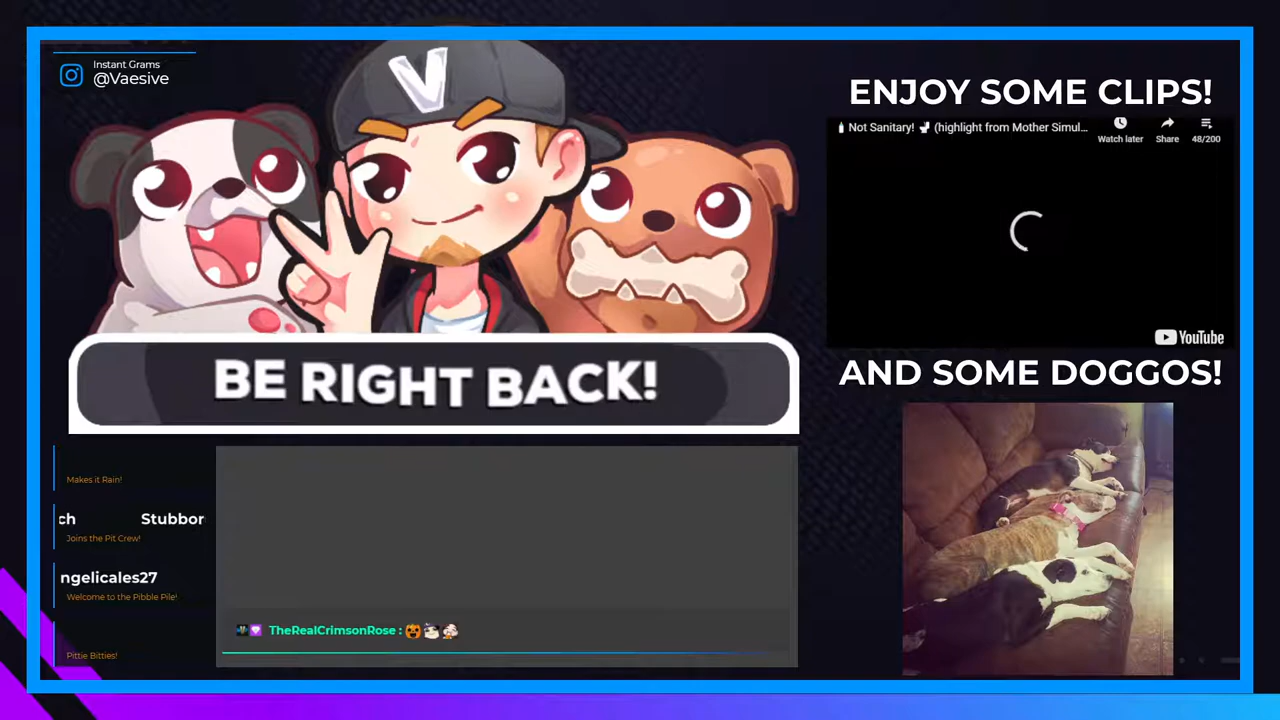 Instant Grams
@Vaesive
V
BE RIGHT BACK!
ENJOY SOME CLIPS!
Not Sanitary! (highlight from Mother Simul...
Watch later
Share
48/200
YouTube
AND SOME DOGGOS!
Makes it Rain!
ch Stubbor
Joins the Pit Crew!
ngelicales27
Welcome to the Pibble Pile!
Pittie Bitties!
TheRealCrimsonRose :